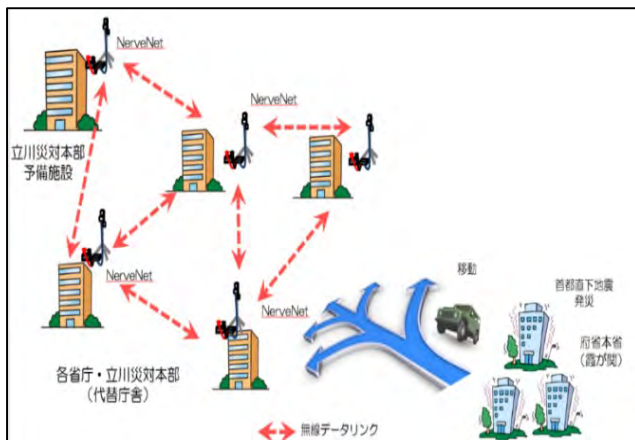 NerveNet
NerveNet
立川災対本部
予備施設
移動
首都直下地震
発災
府省本省
(霞が関)
NerveNet
NerveNet
各省庁・立川災対本部
(代替庁舎)
無線データリンク